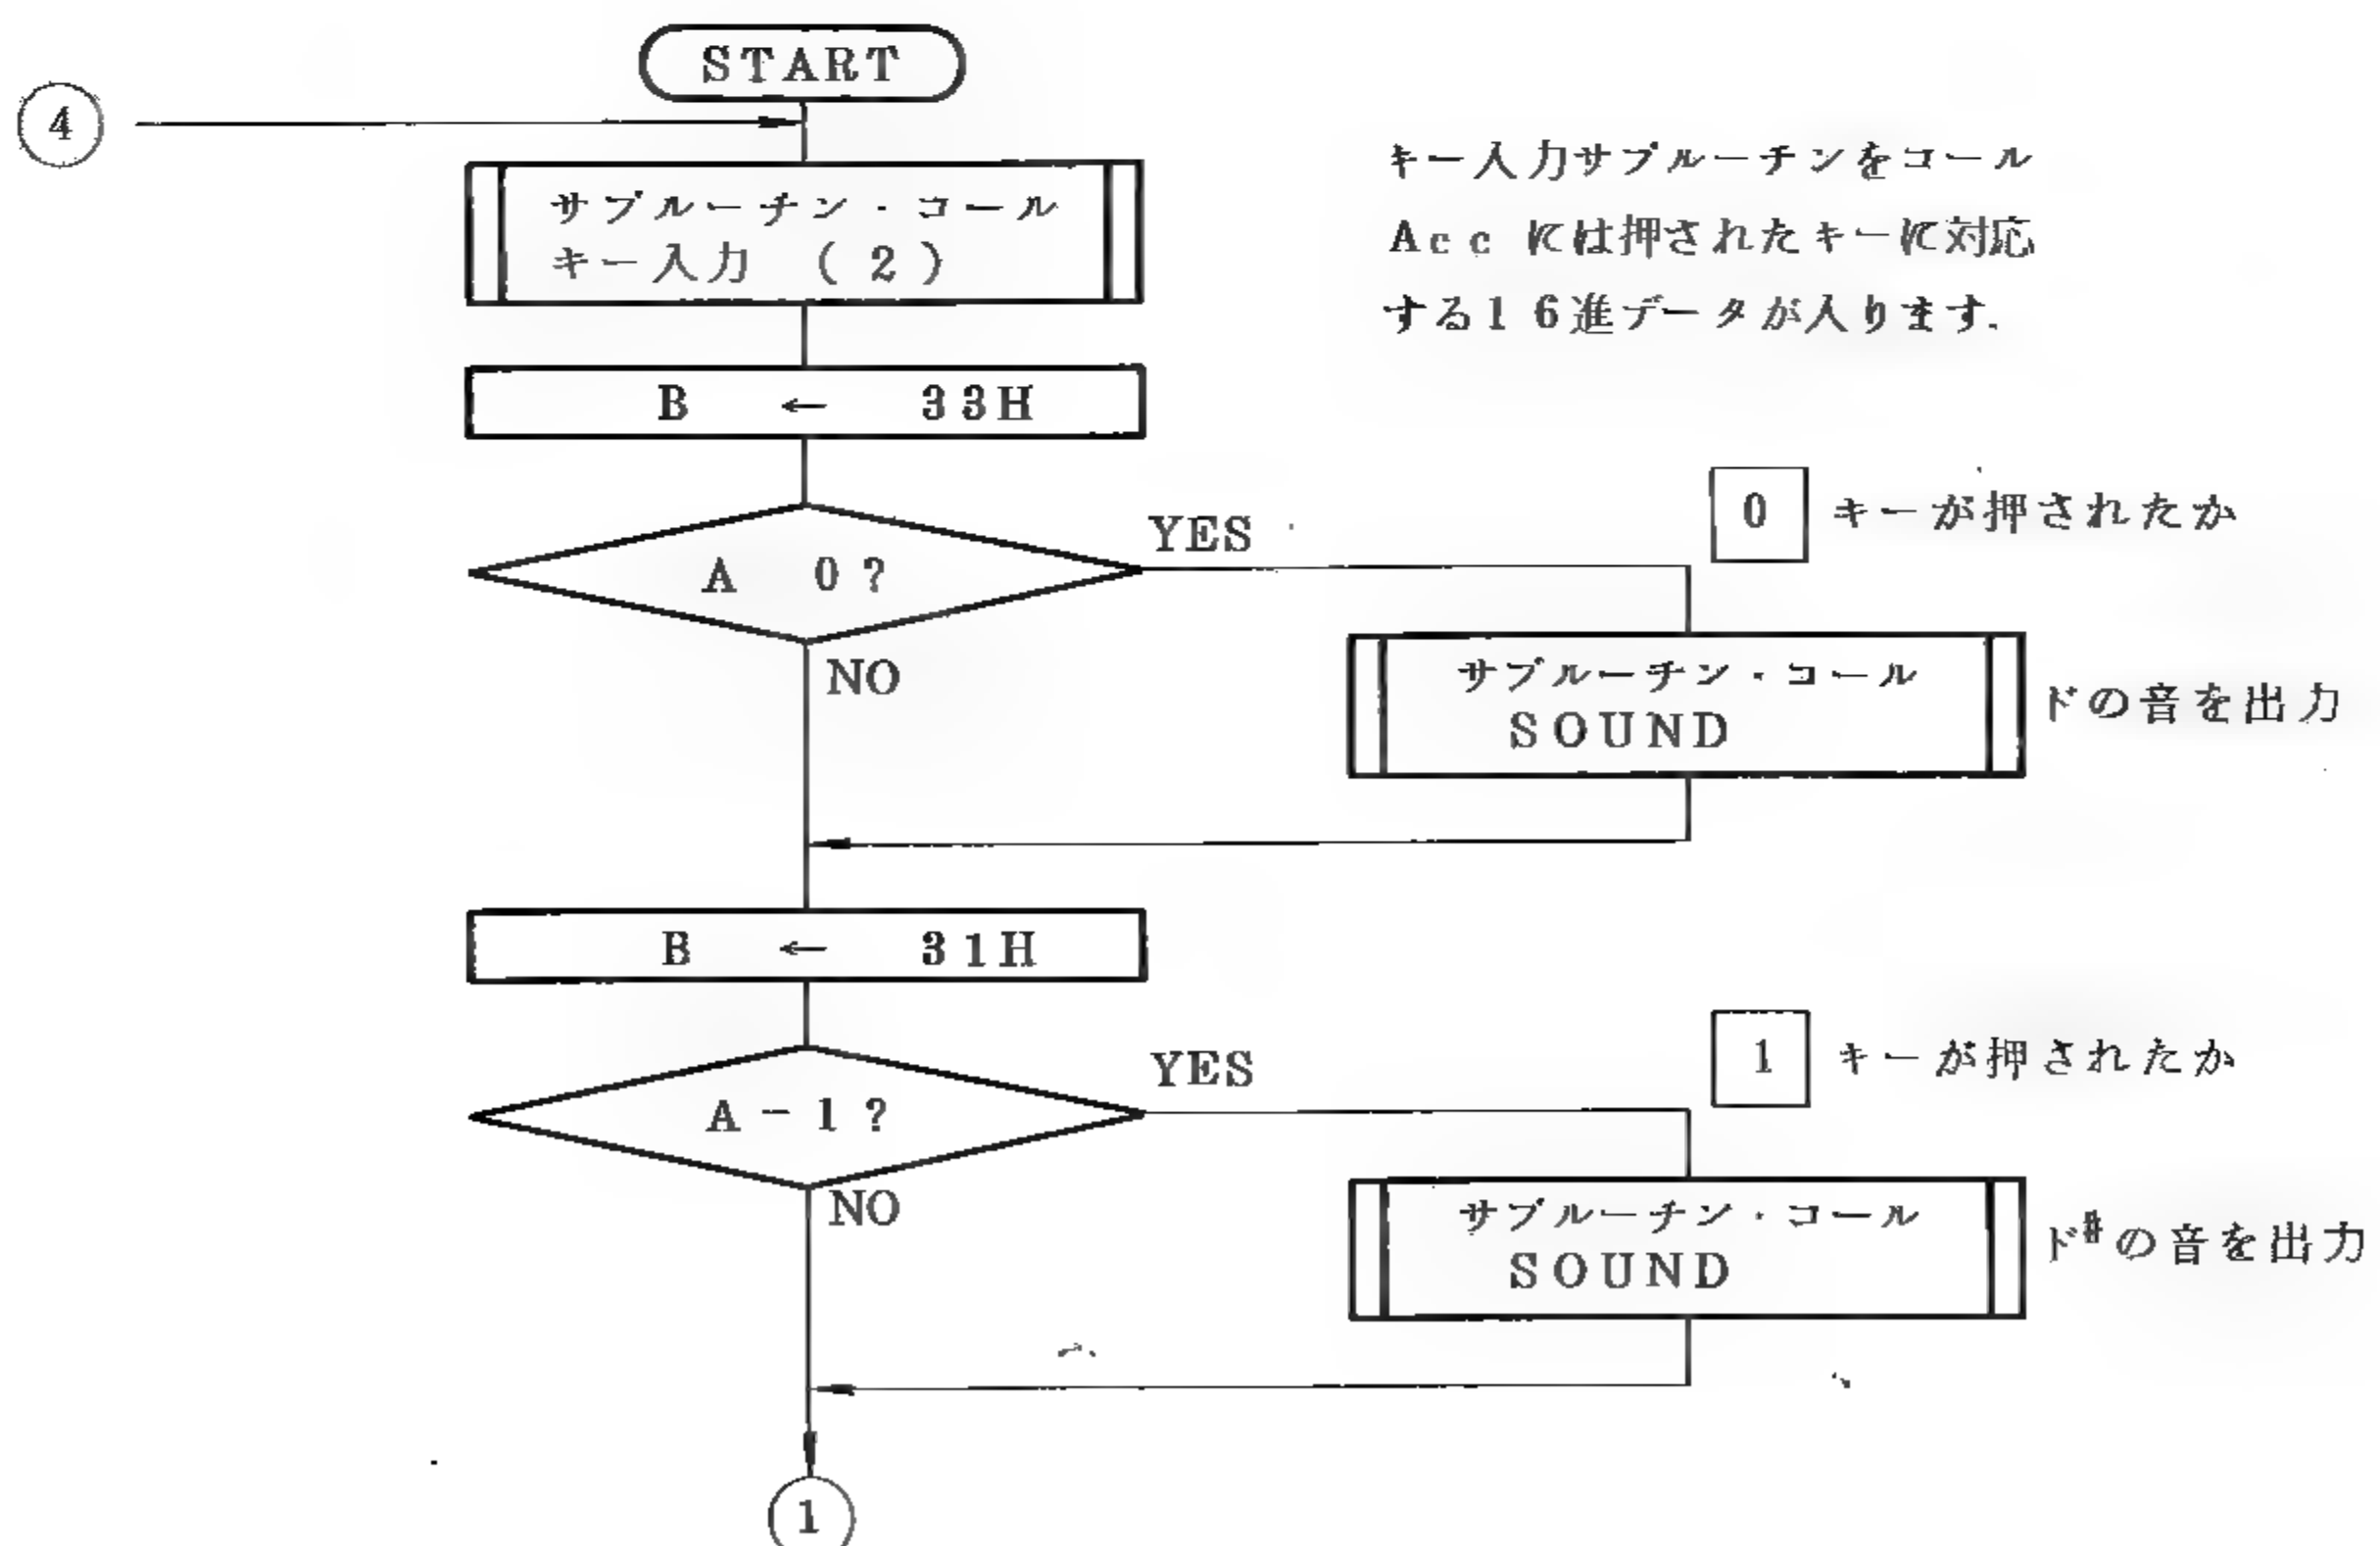 START
4
サブルーチン・コール
キー入力 (2)
キー入力サブルーチンをコール
Acc には押されたキーに対応
する16進データが入ります.
B ← 33H
A 0?
YES
NO
0 キーが押されたか
サブルーチン・コール
SOUND
ドの音を出力
B ← 31H
A-1?
YES
NO
1 キーが押されたか
サブルーチン・コール
SOUND
ド#の音を出力
1